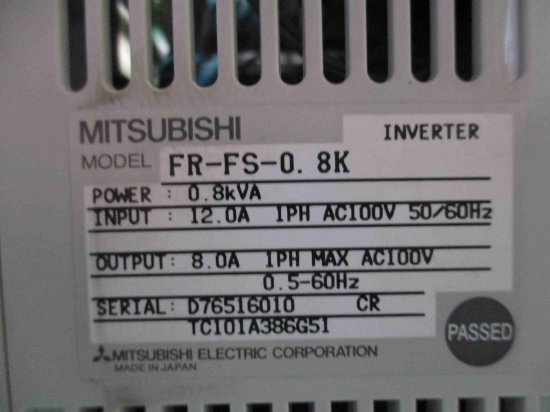 MITSUBISHI
INVERTER
MODEL FR-FS-0.8K
POWER : 0.8kVA
INPUT : 12.0A 1PH AC100V 50/60Hz
OUTPUT : 8.0A 1PH MAX AC100V
0.5-60Hz
SERIAL: D76516010 CR
TC101A386G51
PASSED
MITSUBISHI ELECTRIC CORPORATION
MADE IN JAPAN